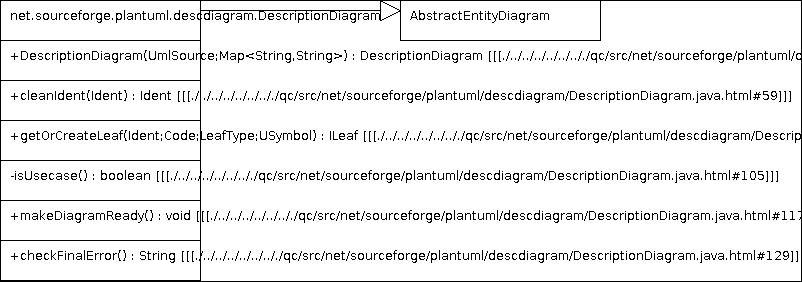 net.sourceforge.plantuml.descdiagram.DescriptionDiagram
AbstractEntityDiagram
+DescriptionDiagram(UmlSource;Map<String,String>) : DescriptionDiagram [[[./../../../../../../../qc/src/net/sourceforge/plantuml/d
+cleanIdent(Ident) : Ident [[[./../../../../../../../qc/src/net/sourceforge/plantuml/descdiagram/DescriptionDiagram.java.html#59]]]
+getOrCreateLeaf(Ident;Code;LeafType;USymbol) : ILeaf [[[./../../../../../../../qc/src/net/sourceforge/plantuml/descdiagram/Descrip
-isUsecase() : boolean [[[./../../../../../../../qc/src/net/sourceforge/plantuml/descdiagram/DescriptionDiagram.java.html#105]]]
+makeDiagramReady() : void [[[./../../../../../../../qc/src/net/sourceforge/plantuml/descdiagram/DescriptionDiagram.java.html#117
+checkFinalError() : String [[[./../../../../../../../qc/src/net/sourceforge/plantuml/descdiagram/DescriptionDiagram.java.html#129]]